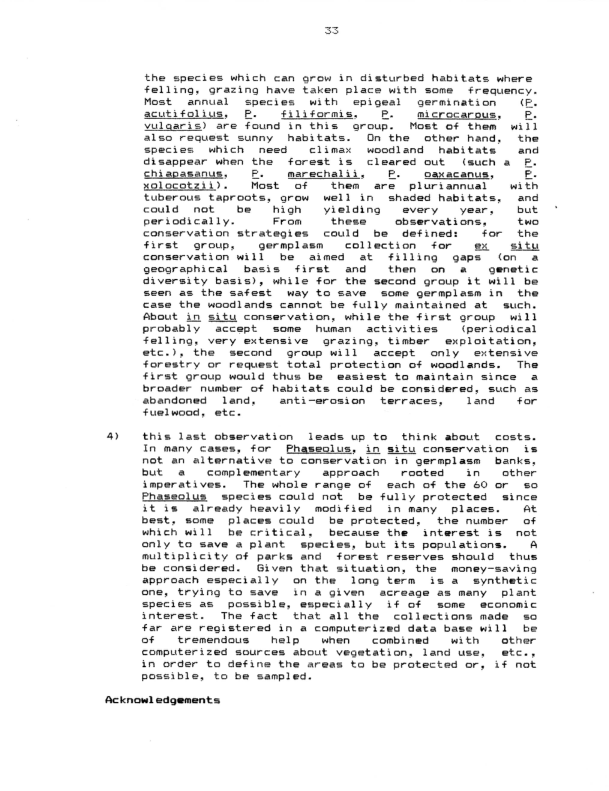 33
the species which can grow in disturbed habitats where
felling, grazing have taken place with some frequency.
Most annual species with epigeal germination (P.
acutifolius, P. filiformis, P. microcarous, P.
vulgaris) are found in this group. Most of them will
also request sunny habitats. On the other hand, the
species which need climax woodland habitats and
disappear when the forest is cleared out (such a P.
chiapasanus, P. marechalii, P. oaxacanus, P.
xolocotzii). Most of them are pluriannual with
tuberous taproots, grow well in shaded habitats, and
could not be high yielding every year, but
periodically. From these observations, two
conservation strategies could be defined: for the
first group, germplasm collection for ex situ
conservation will be aimed at filling gaps (on a
geographical basis first and then on a genetic
diversity basis), while for the second group it will be
seen as the safest way to save some germplasm in the
case the woodlands cannot be fully maintained at such.
About in situ conservation, while the first group will
probably accept some human activities (periodical
felling, very extensive grazing, timber exploitation,
etc.), the second group will accept only extensive
forestry or request total protection of woodlands. The
first group would thus be easiest to maintain since a
broader number of habitats could be considered, such as
abandoned land, anti-erosion terraces, land for
fuelwood, etc.
4) this last observation leads up to think about costs.
In many cases, for Phaseolus, in situ conservation is
not an alternative to conservation in germplasm banks,
but a complementary approach rooted in other
imperatives. The whole range of each of the 60 or so
Phaseolus species could not be fully protected since
it is already heavily modified in many places. At
best, some places could be protected, the number of
which will be critical, because the interest is not
only to save a plant species, but its populations. A
multiplicity of parks and forest reserves should thus
be considered. Given that situation, the money-saving
approach especially on the long term is a synthetic
one, trying to save in a given acreage as many plant
species as possible, especially if of some economic
interest. The fact that all the collections made so
far are registered in a computerized data base will be
of tremendous help when combined with other
computerized sources about vegetation, land use, etc.,
in order to define the areas to be protected or, if not
possible, to be sampled.
Acknowledgements